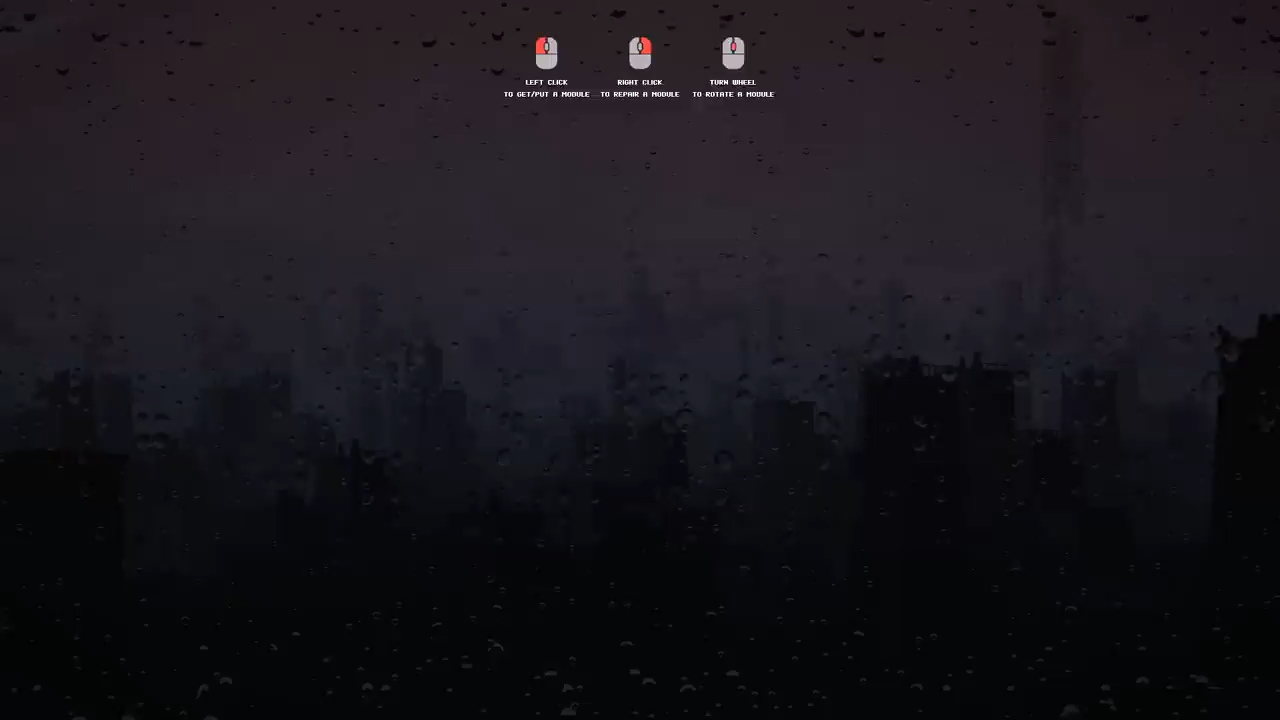 LEFT CLICK
TO GET/PUT A MODULE
RIGHT CLICK
TO REPAIR A MODULE
TURN WHEEL
TO ROTATE A MODULE